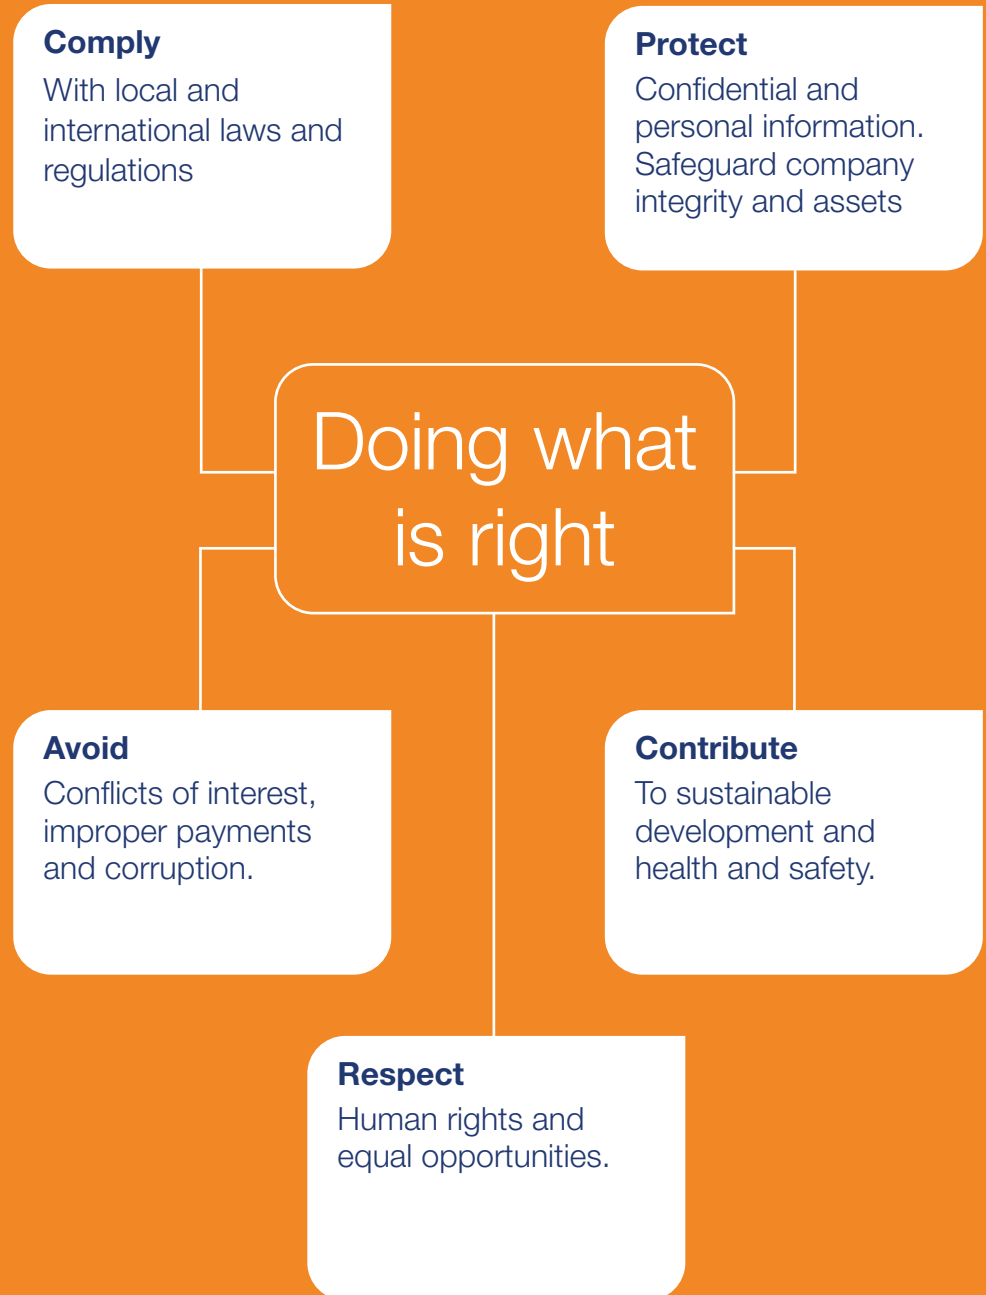 Comply
With local and
international laws and
regulations
Protect
Confidential and
personal information.
Safeguard company
integrity and assets
Doing what
is right
Avoid
Conflicts of interest,
improper payments
and corruption.
Contribute
To sustainable
development and
health and safety.
Respect
Human rights and
equal opportunities.